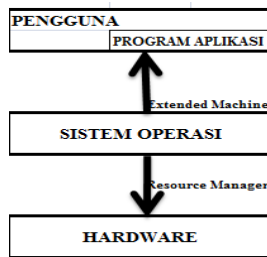 PENGGUNA
PROGRAM APLIKASI
Extended Machine
SISTEM OPERASI
Resource Manager
HARDWARE